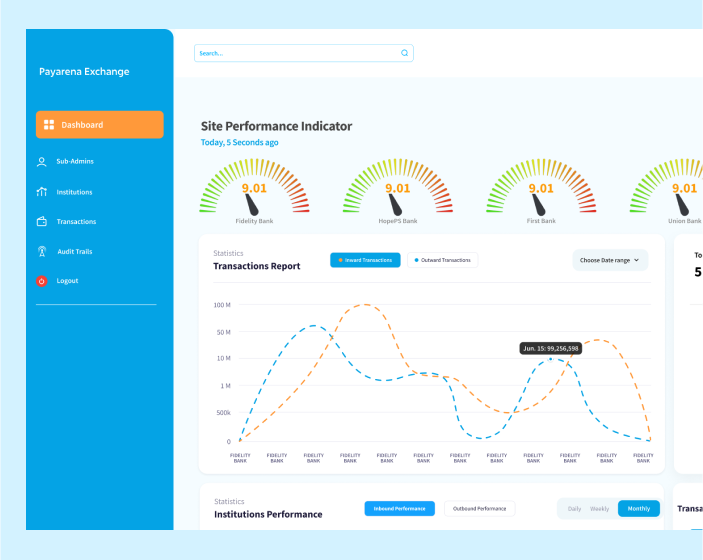 Payarena Exchange
Dashboard
Sub-Admins
Institutions
Transactions
Audit Trails
Logout
Search...
Site Performance Indicator
Today, 5 Seconds ago
9.01
9.01
9.01
9.01
Fidelity Bank
HopePS Bank
First Bank
Union Bank
Statistics
Transactions Report
Inward Transactions
Outward Transactions
Choose Date range
To
5
100 M
50 M
10 M
1 M
500k
0
Jun. 15: 99,256,598
FIDELITY BANK
FIDELITY BANK
FIDELITY BANK
FIDELITY BANK
FIDELITY BANK
FIDELITY BANK
FIDELITY BANK
FIDELITY BANK
FIDELITY BANK
FIDELITY BANK
FIDELITY BANK
FIDELITY BANK
Statistics
Institutions Performance
Inbound Performance
Outbound Performance
Daily
Weekly
Monthly
Transa